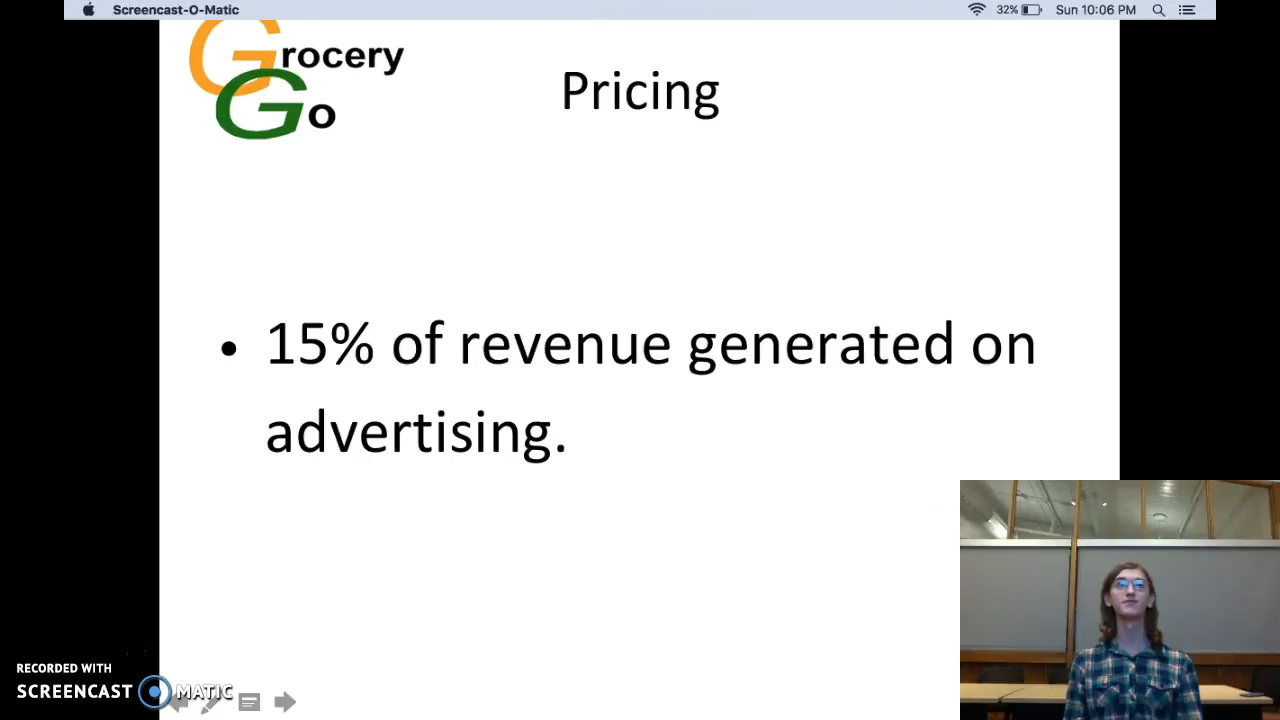 Screencast-O-Matic 32% Sun 10:06 PM
Grocery
Go
Pricing
• 15% of revenue generated on
advertising.
RECORDED WITH
SCREENCAST MATIC